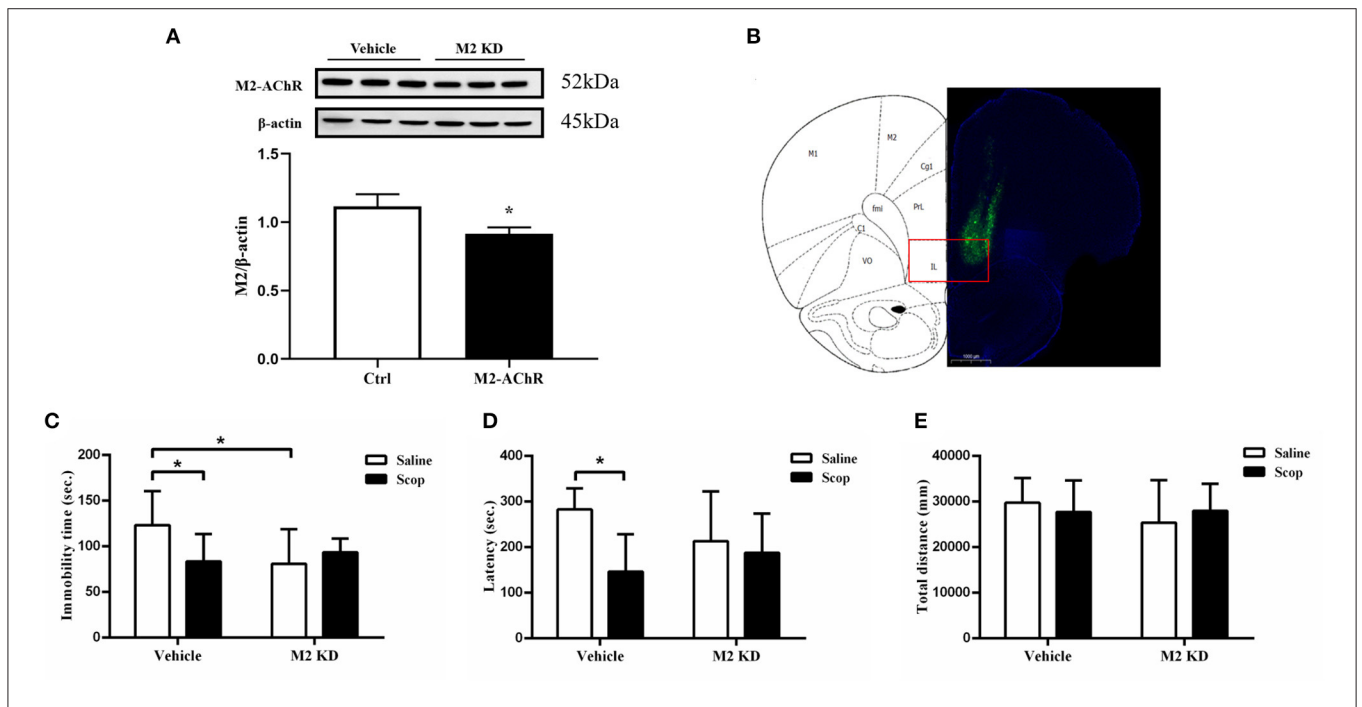 A
Vehicle M2 KD
M2-AChR 52kDa
β-actin 45kDa
1.5
1.0
0.5
0.0
M2/β-actin
*
Ctrl M2-AChR
B
M1
M2
Cg1
PrL
fmi
C1
VO
IL
1000 µm
C
Immobility time (sec.)
200
150
100
50
0
*
*
Saline
Scop
Vehicle M2 KD
D
Latency (sec.)
400
300
200
100
0
*
Saline
Scop
Vehicle M2 KD
E
Total distance (mm)
40000
30000
20000
10000
0
Saline
Scop
Vehicle M2 KD